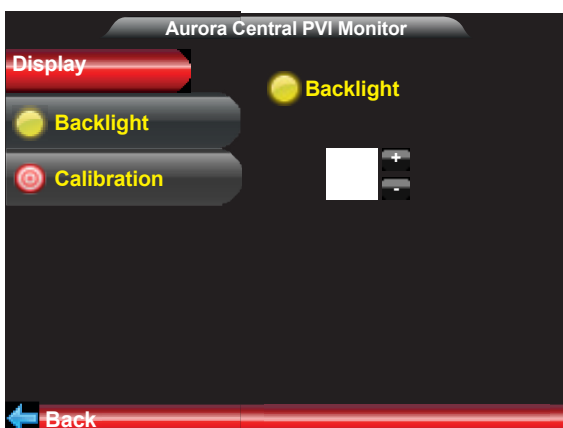 Aurora Central PVI Monitor
Display
Backlight
Backlight
Calibration
+
-
Back